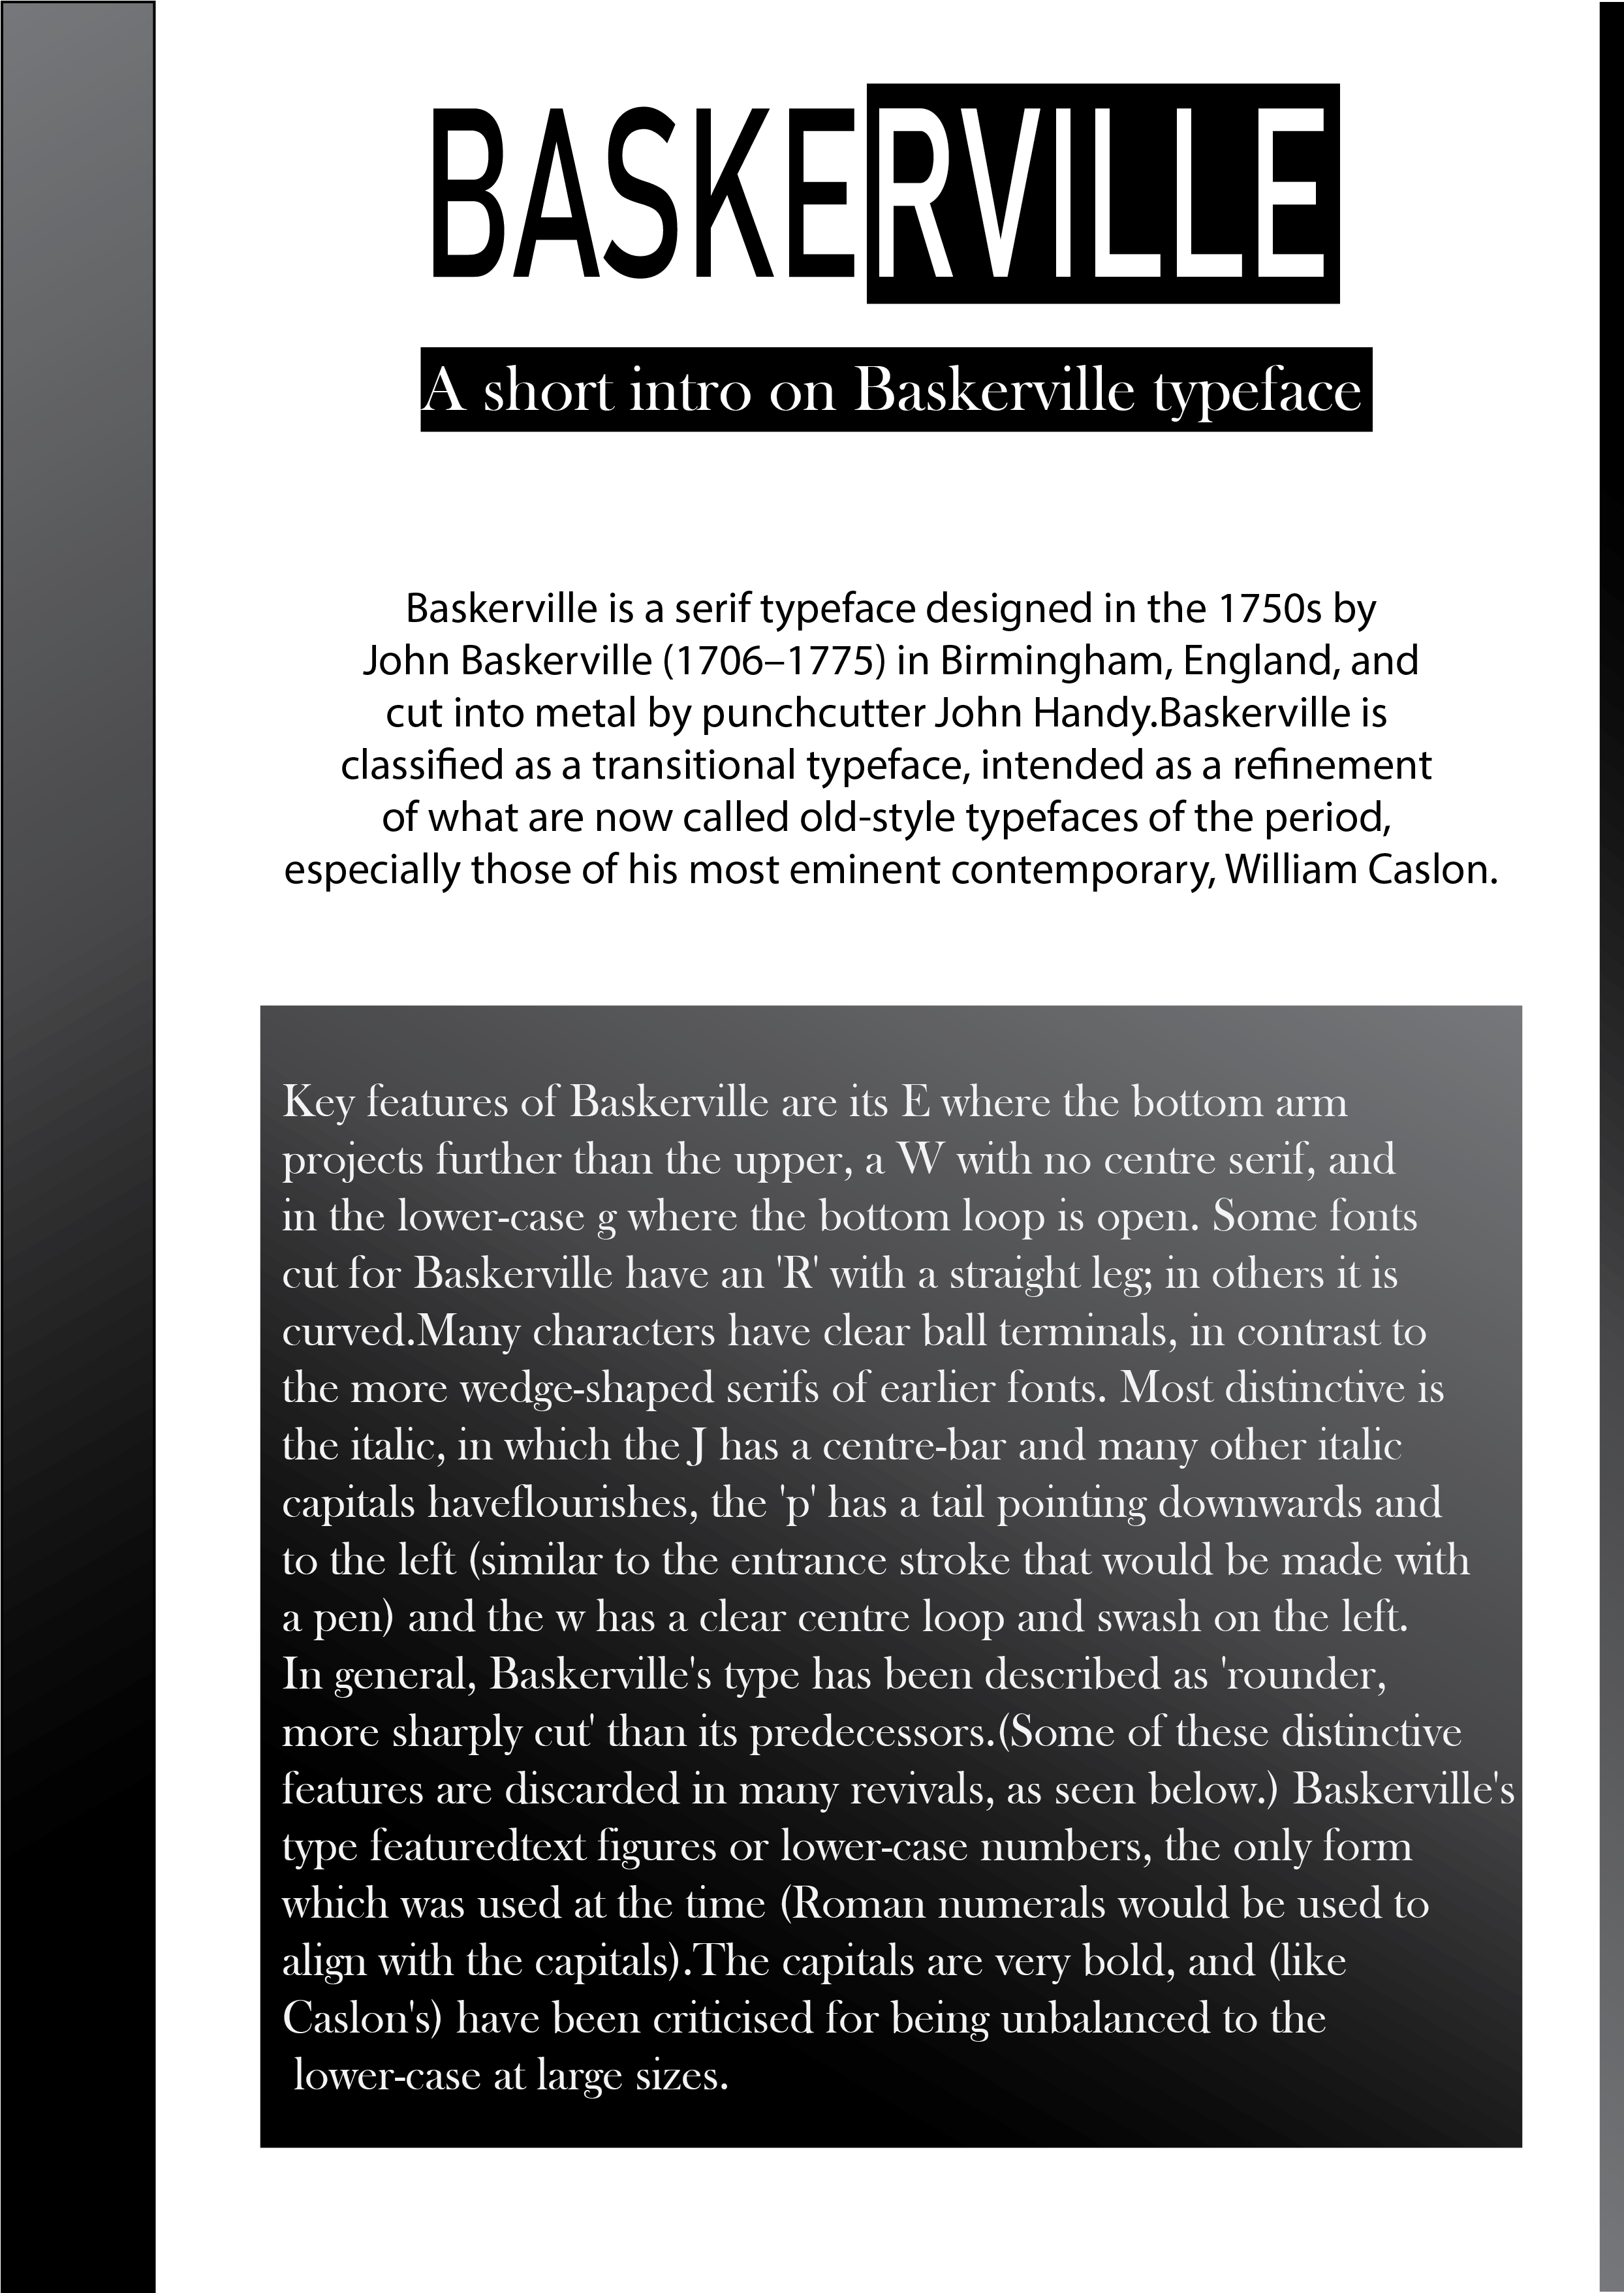 BASKERVILLE
A short intro on Baskerville typeface
Baskerville is a serif typeface designed in the 1750s by
John Baskerville (1706–1775) in Birmingham, England, and
cut into metal by punchcutter John Handy.Baskerville is
classified as a transitional typeface, intended as a refinement
of what are now called old-style typefaces of the period,
especially those of his most eminent contemporary, William Caslon.
Key features of Baskerville are its E where the bottom arm
projects further than the upper, a W with no centre serif, and
in the lower-case g where the bottom loop is open. Some fonts
cut for Baskerville have an 'R' with a straight leg; in others it is
curved.Many characters have clear ball terminals, in contrast to
the more wedge-shaped serifs of earlier fonts. Most distinctive is
the italic, in which the J has a centre-bar and many other italic
capitals haveflourishes, the 'p' has a tail pointing downwards and
to the left (similar to the entrance stroke that would be made with
a pen) and the w has a clear centre loop and swash on the left.
In general, Baskerville's type has been described as 'rounder,
more sharply cut' than its predecessors.(Some of these distinctive
features are discarded in many revivals, as seen below.) Baskerville's
type featuredtext figures or lower-case numbers, the only form
which was used at the time (Roman numerals would be used to
align with the capitals).The capitals are very bold, and (like
Caslon's) have been criticised for being unbalanced to the
lower-case at large sizes.